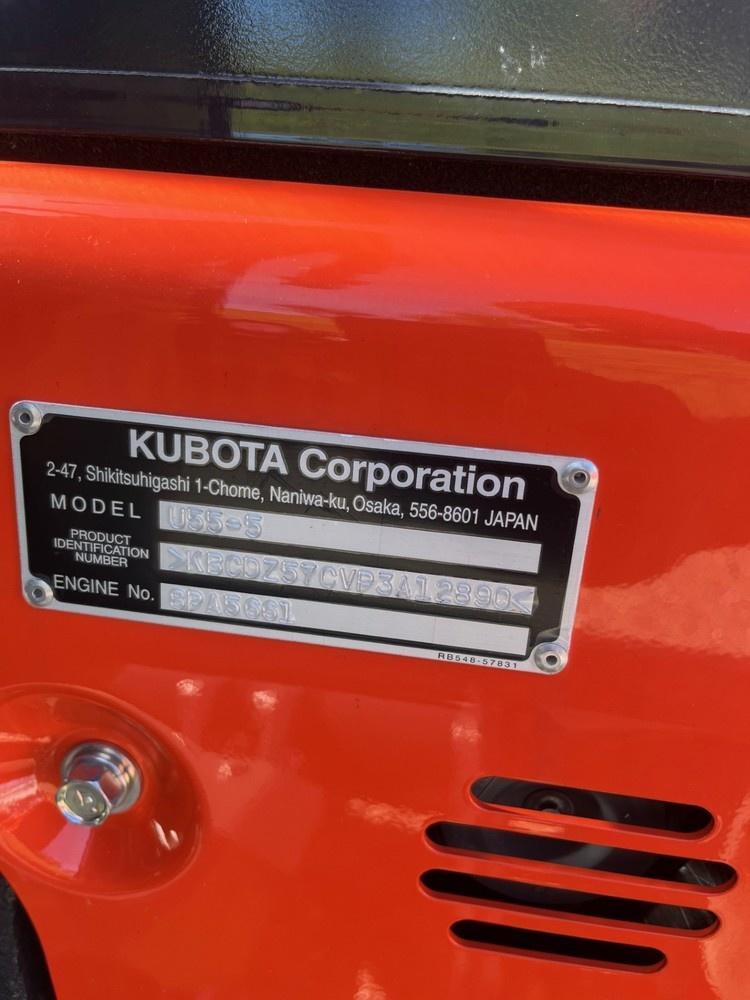 KUBOTA Corporation
2-47, Shikitsuhigashi 1-Chome, Naniwa-ku, Osaka, 556-8601 JAPAN
MODEL U55-5
PRODUCT
IDENTIFICATION
NUMBER
>KBCDZ57CVP3A12890<
ENGINE No.
RB548-57831